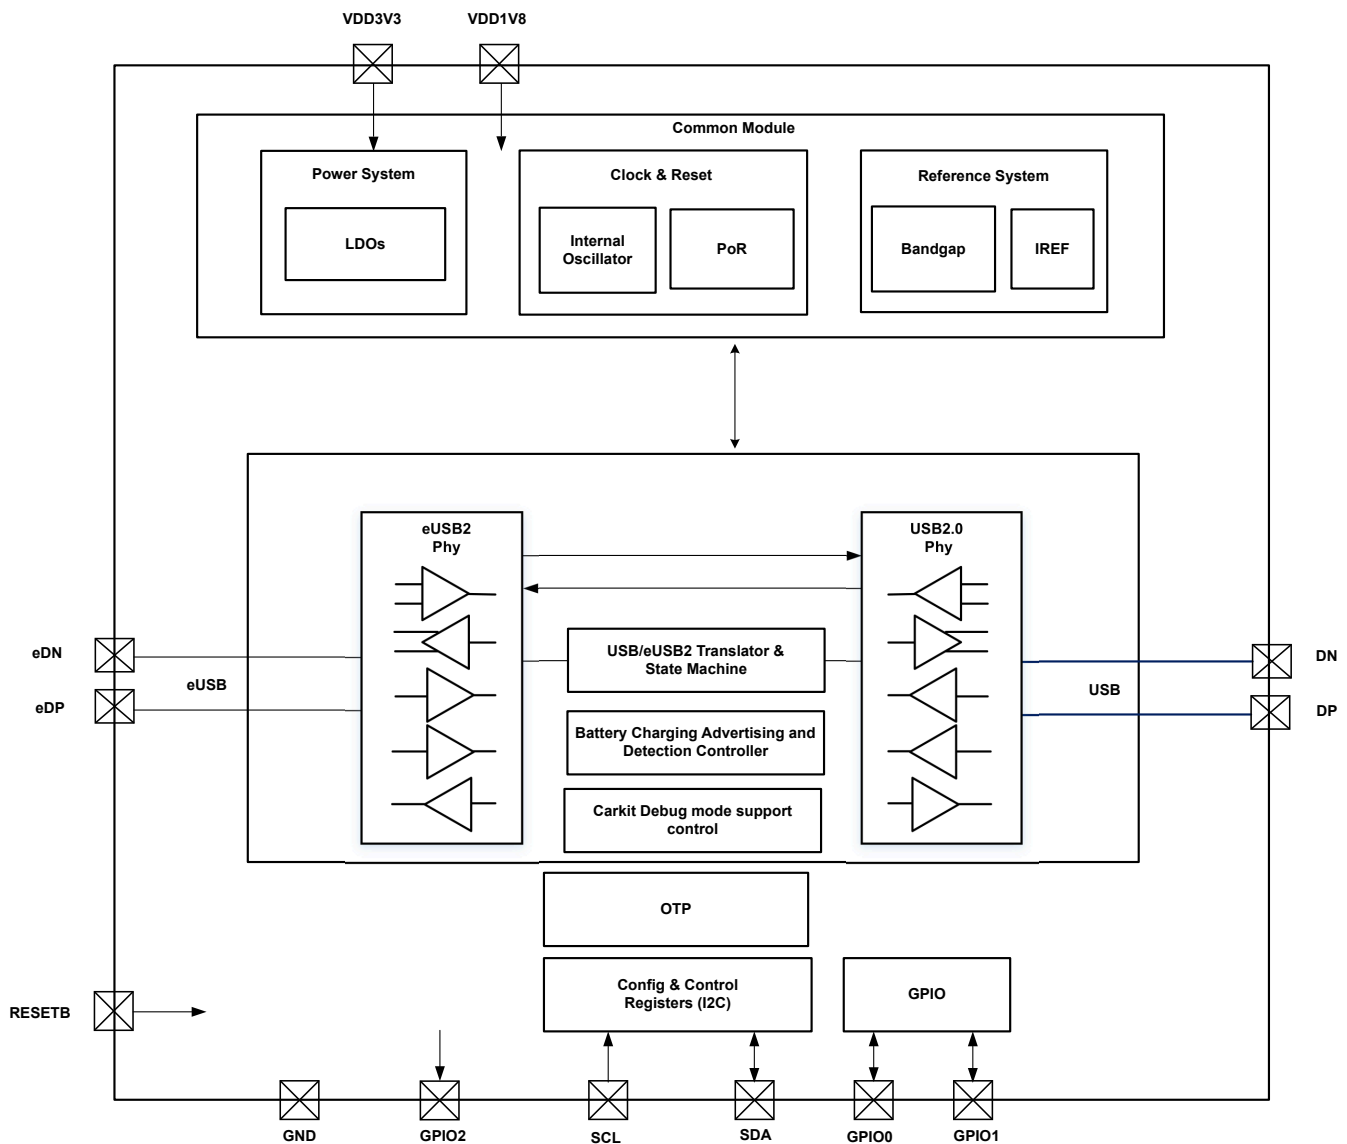 VDD3V3
VDD1V8
Common Module
Power System
LDOs
Clock & Reset
Internal
Oscillator
PoR
Reference System
Bandgap
IREF
eUSB2
Phy
USB2.0
Phy
USB/eUSB2 Translator &
State Machine
Battery Charging Advertising and
Detection Controller
Carkit Debug mode support
control
eDN
eUSB
eDP
DN
USB
DP
OTP
Config & Control
Registers (I2C)
GPIO
RESETB
GND
GPIO2
SCL
SDA
GPIO0
GPIO1